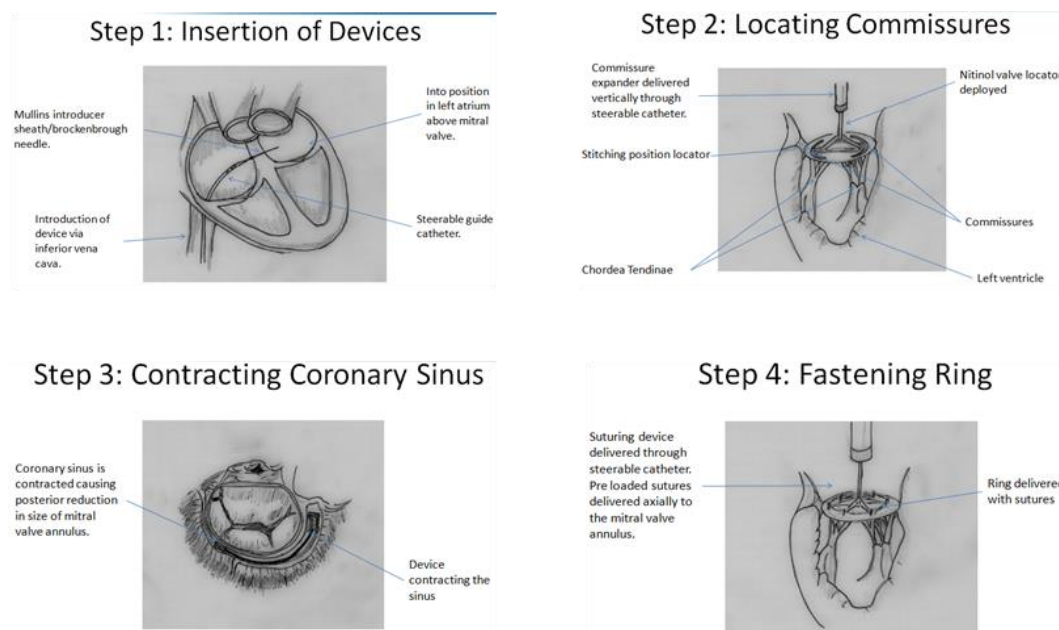 Step 1: Insertion of Devices
Mullins introducer
sheath/brockenbrough
needle.
Introduction of
device via
inferior vena
cava.
Into position
in left atrium
above mitral
valve.
Steerable guide
catheter.
Step 2: Locating Commissures
Commissure
expander delivered
vertically through
steerable catheter.
Stitching position locator
Chordea Tendinae
Nitinol valve locator
deployed
Commissures
Left ventricle
Step 3: Contracting Coronary Sinus
Coronary sinus is
contracted causing
posterior reduction
in size of mitral
valve annulus.
Device
contracting the
sinus
Step 4: Fastening Ring
Suturing device
delivered through
steerable catheter.
Pre loaded sutures
delivered axially to
the mitral valve
annulus.
Ring delivered
with sutures